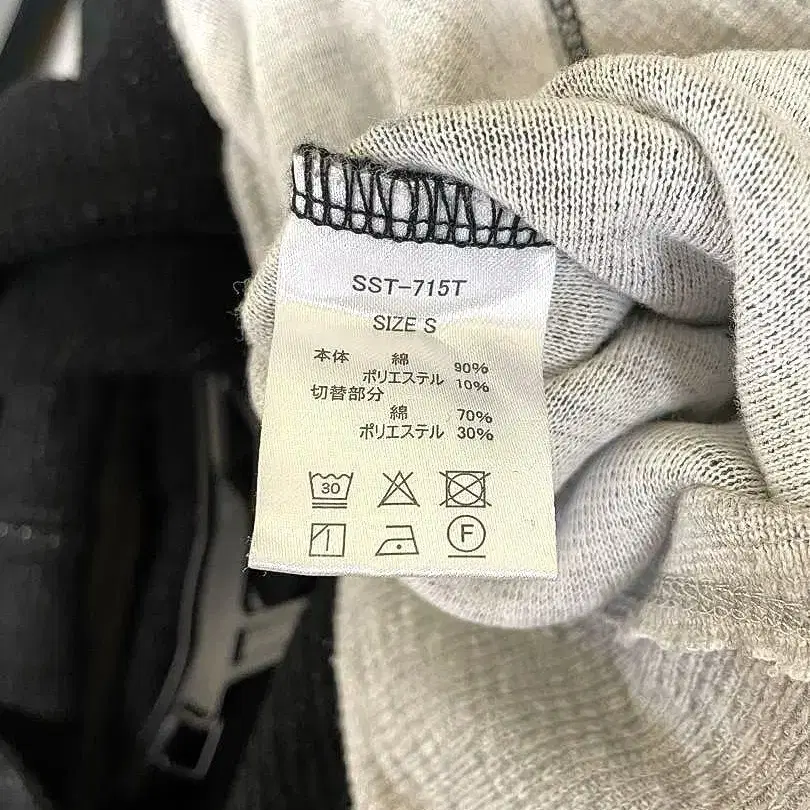 SST-715T
SIZE S
本体 綿 90%
ポリエステル 10%
切替部分
綿 70%
ポリエステル 30%
30
F